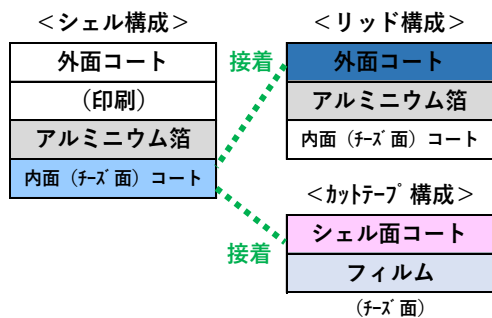 ＜シェル構成＞
外面コート
（印刷）
アルミニウム箔
内面（ﾁｰｽﾞ面）コート
接着
接着
＜リッド構成＞
外面コート
アルミニウム箔
内面（ﾁｰｽﾞ面）コート
＜ｶｯﾄﾃｰﾌﾟ構成＞
シェル面コート
フィルム
（ﾁｰｽﾞ面）